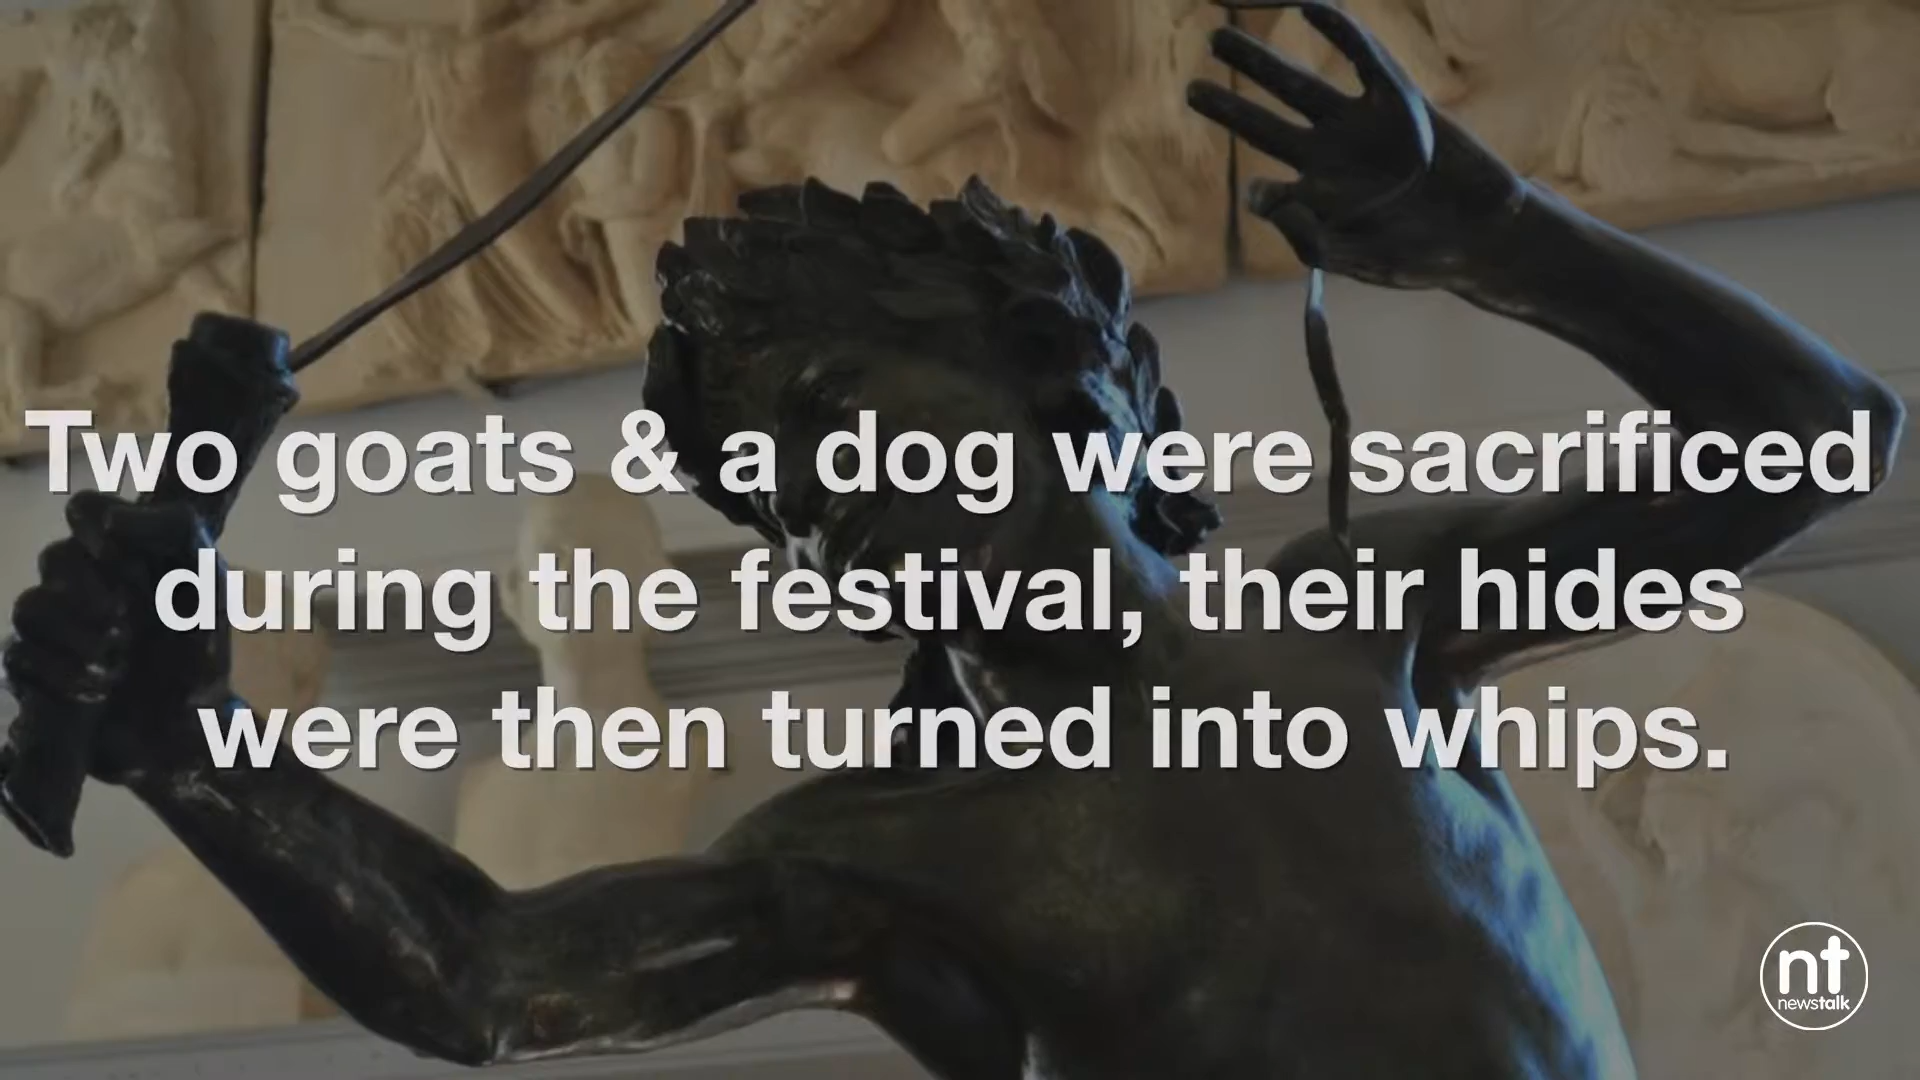 Two goats & a dog were sacrificed
during the festival, their hides
were then turned into whips.
nt
newstalk